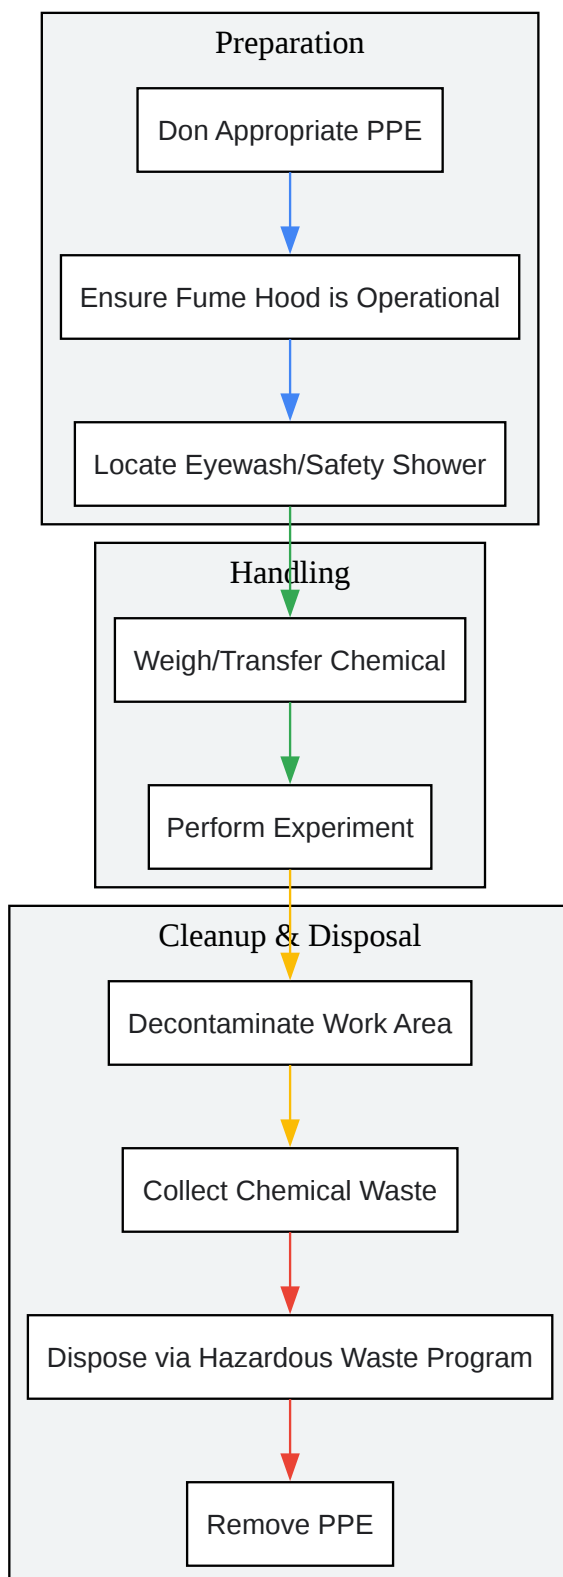 Preparation
Don Appropriate PPE
Ensure Fume Hood is Operational
Locate Eyewash/Safety Shower
Handling
Weigh/Transfer Chemical
Perform Experiment
Cleanup & Disposal
Decontaminate Work Area
Collect Chemical Waste
Dispose via Hazardous Waste Program
Remove PPE